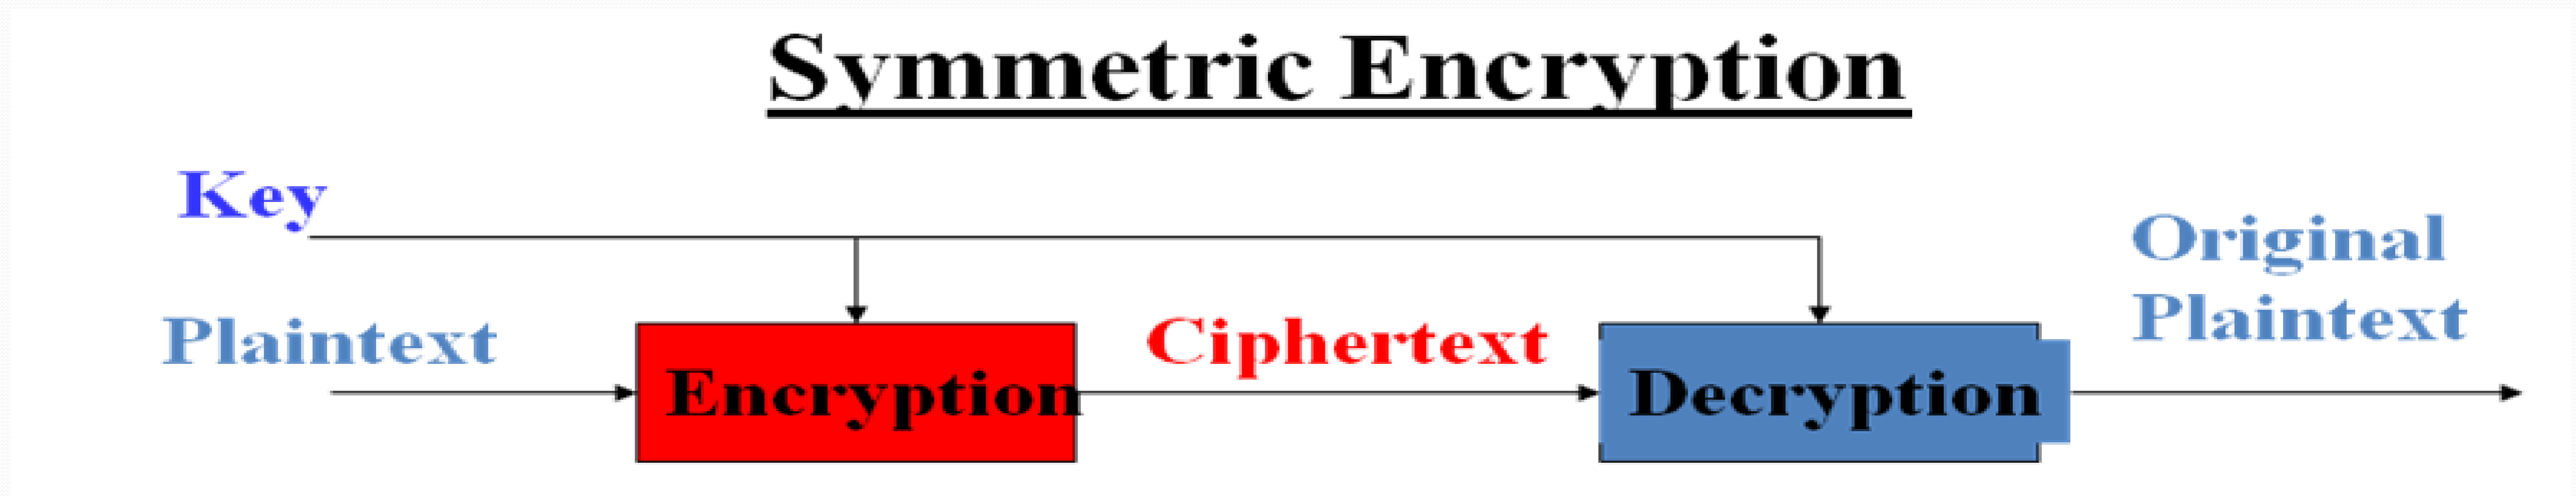 Symmetric Encryption
Key
Original
Plaintext
Plaintext
Ciphertext
Encryption
Decryption